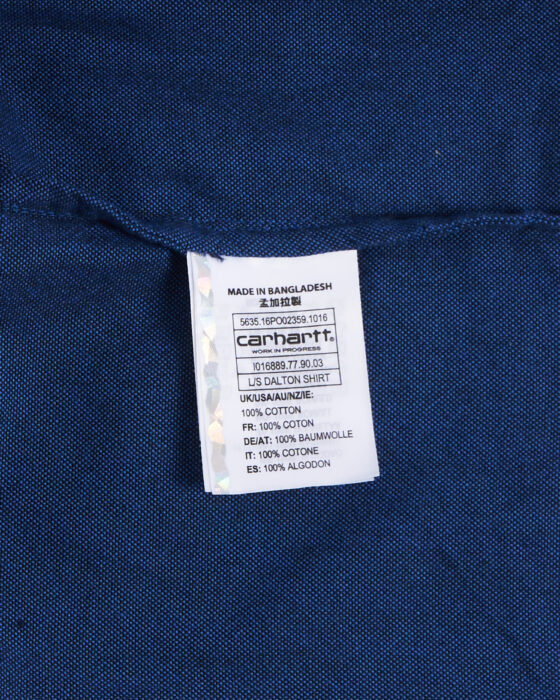 MADE IN BANGLADESH
孟加拉製
5635.16PO02359.1016
carhartt.
WORK IN PROGRESS
I016889.77.90.03
L/S DALTON SHIRT
UK/USA/AU/NZ/IE:
100% COTTON
FR: 100% COTON
DE/AT: 100% BAUMWOLLE
IT: 100% COTONE
ES: 100% ALGODON